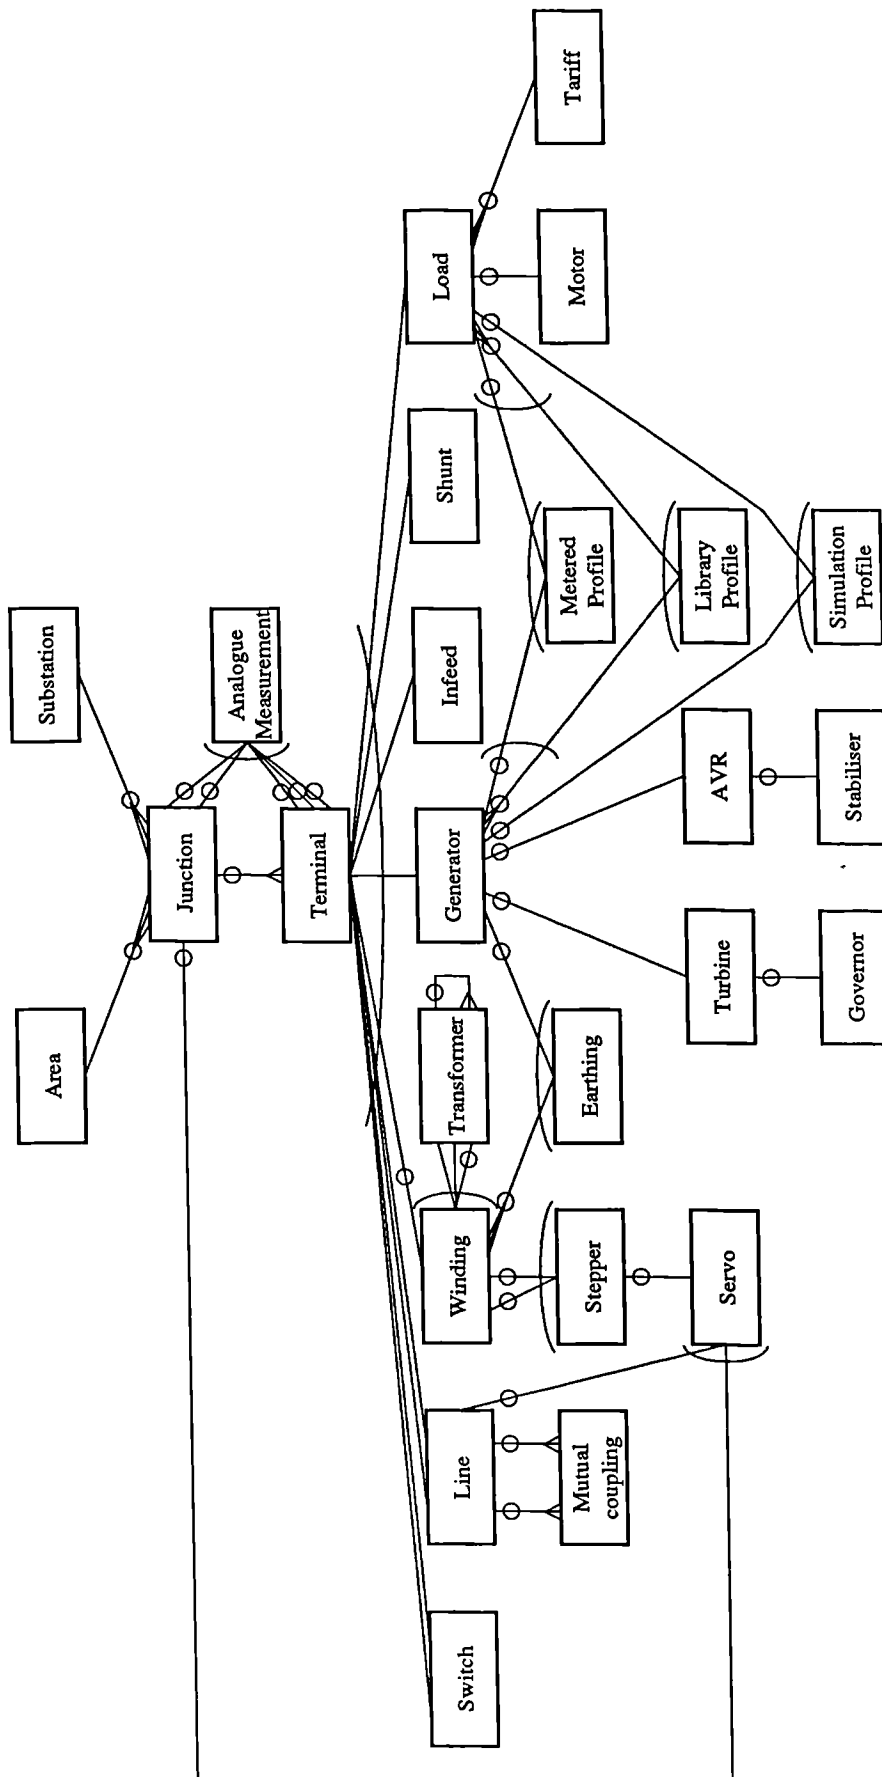 Substation
Area
Analogue
Measurement
Junction
Terminal
Tariff
Load
Motor
Shunt
Infeed
Generator
Transformer
Winding
Line
Switch
Metered
Profile
Library
Profile
Simulation
Profile
Earthing
Stepper
Mutual
coupling
AVR
Turbine
Servo
Stabiliser
Governor